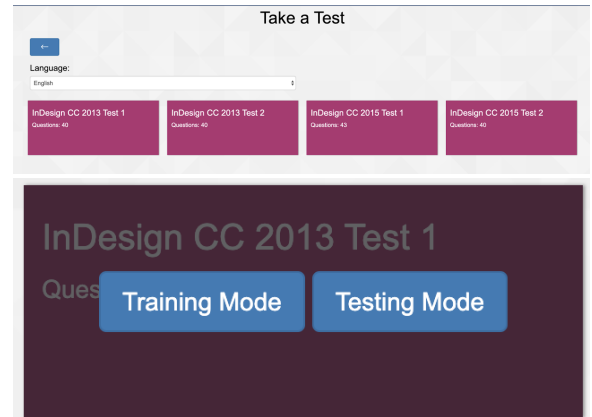 Take a Test
←
Language:
English
InDesign CC 2013 Test 1
Questions: 40
InDesign CC 2013 Test 2
Questions: 40
InDesign CC 2015 Test 1
Questions: 43
InDesign CC 2015 Test 2
Questions: 40
InDesign CC 2013 Test 1
Ques
Training Mode
Testing Mode